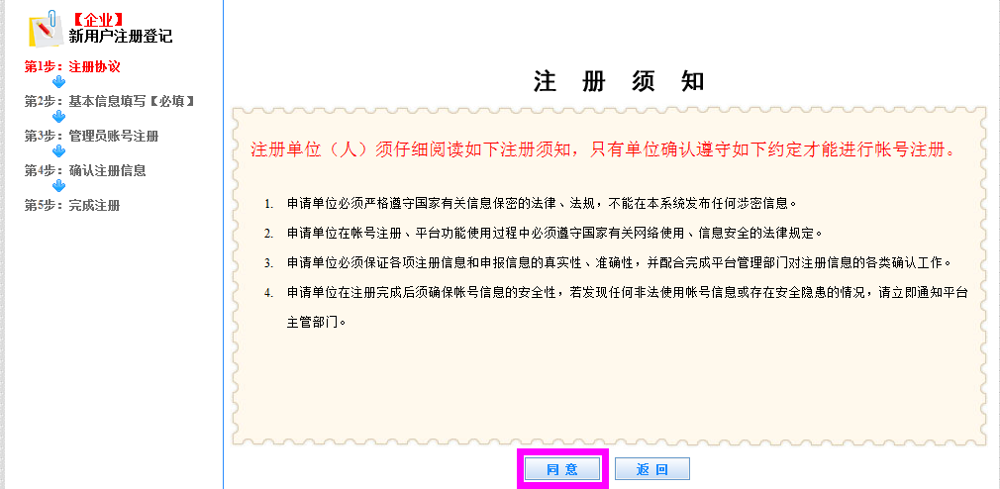 【企业】
新用户注册登记
第1步：注册协议
第2步：基本信息填写【必填】
第3步：管理员账号注册
第4步：确认注册信息
第5步：完成注册
注 册 须 知
注册单位（人）须仔细阅读如下注册须知，只有单位确认遵守如下约定才能进行帐号注册。
1. 申请单位必须严格遵守国家有关信息保密的法律、法规，不能在本系统发布任何涉密信息。
2. 申请单位在帐号注册、平台功能使用过程中必须遵守国家有关网络使用、信息安全的法律规定。
3. 申请单位必须保证各项注册信息和申报信息的真实性、准确性，并配合完成平台管理部门对注册信息的各类确认工作。
4. 申请单位在注册完成后须确保帐号信息的安全性，若发现任何非法使用帐号信息或存在安全隐患的情况，请立即通知平台
主管部门。
同 意
返 回